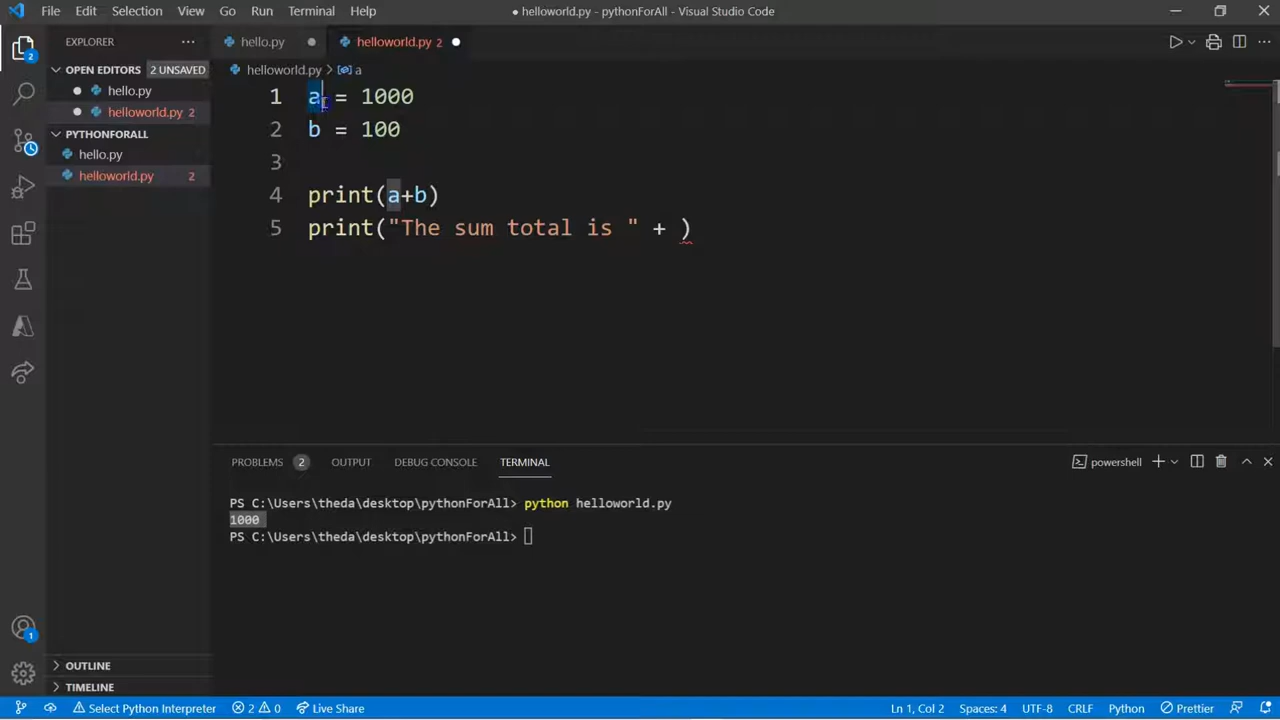 File Edit Selection View Go Run Terminal Help
● helloworld.py - pythonForAll - Visual Studio Code
EXPLORER
hello.py
helloworld.py 2
OPEN EDITORS 2 UNSAVED
helloworld.py > a
hello.py
helloworld.py 2
PYTHONFORALL
hello.py
helloworld.py 2
2
1 a = 1000
2 b = 100
3
4 print(a+b)
5 print("The sum total is " + )
PROBLEMS 2 OUTPUT DEBUG CONSOLE TERMINAL
powershell
PS C:\Users\theda\desktop\pythonForAll> python helloworld.py
1000
PS C:\Users\theda\desktop\pythonForAll>
1
OUTLINE
TIMELINE
Select Python Interpreter 2 0 Live Share
Ln 1, Col 2 Spaces: 4 UTF-8 CRLF Python Prettier